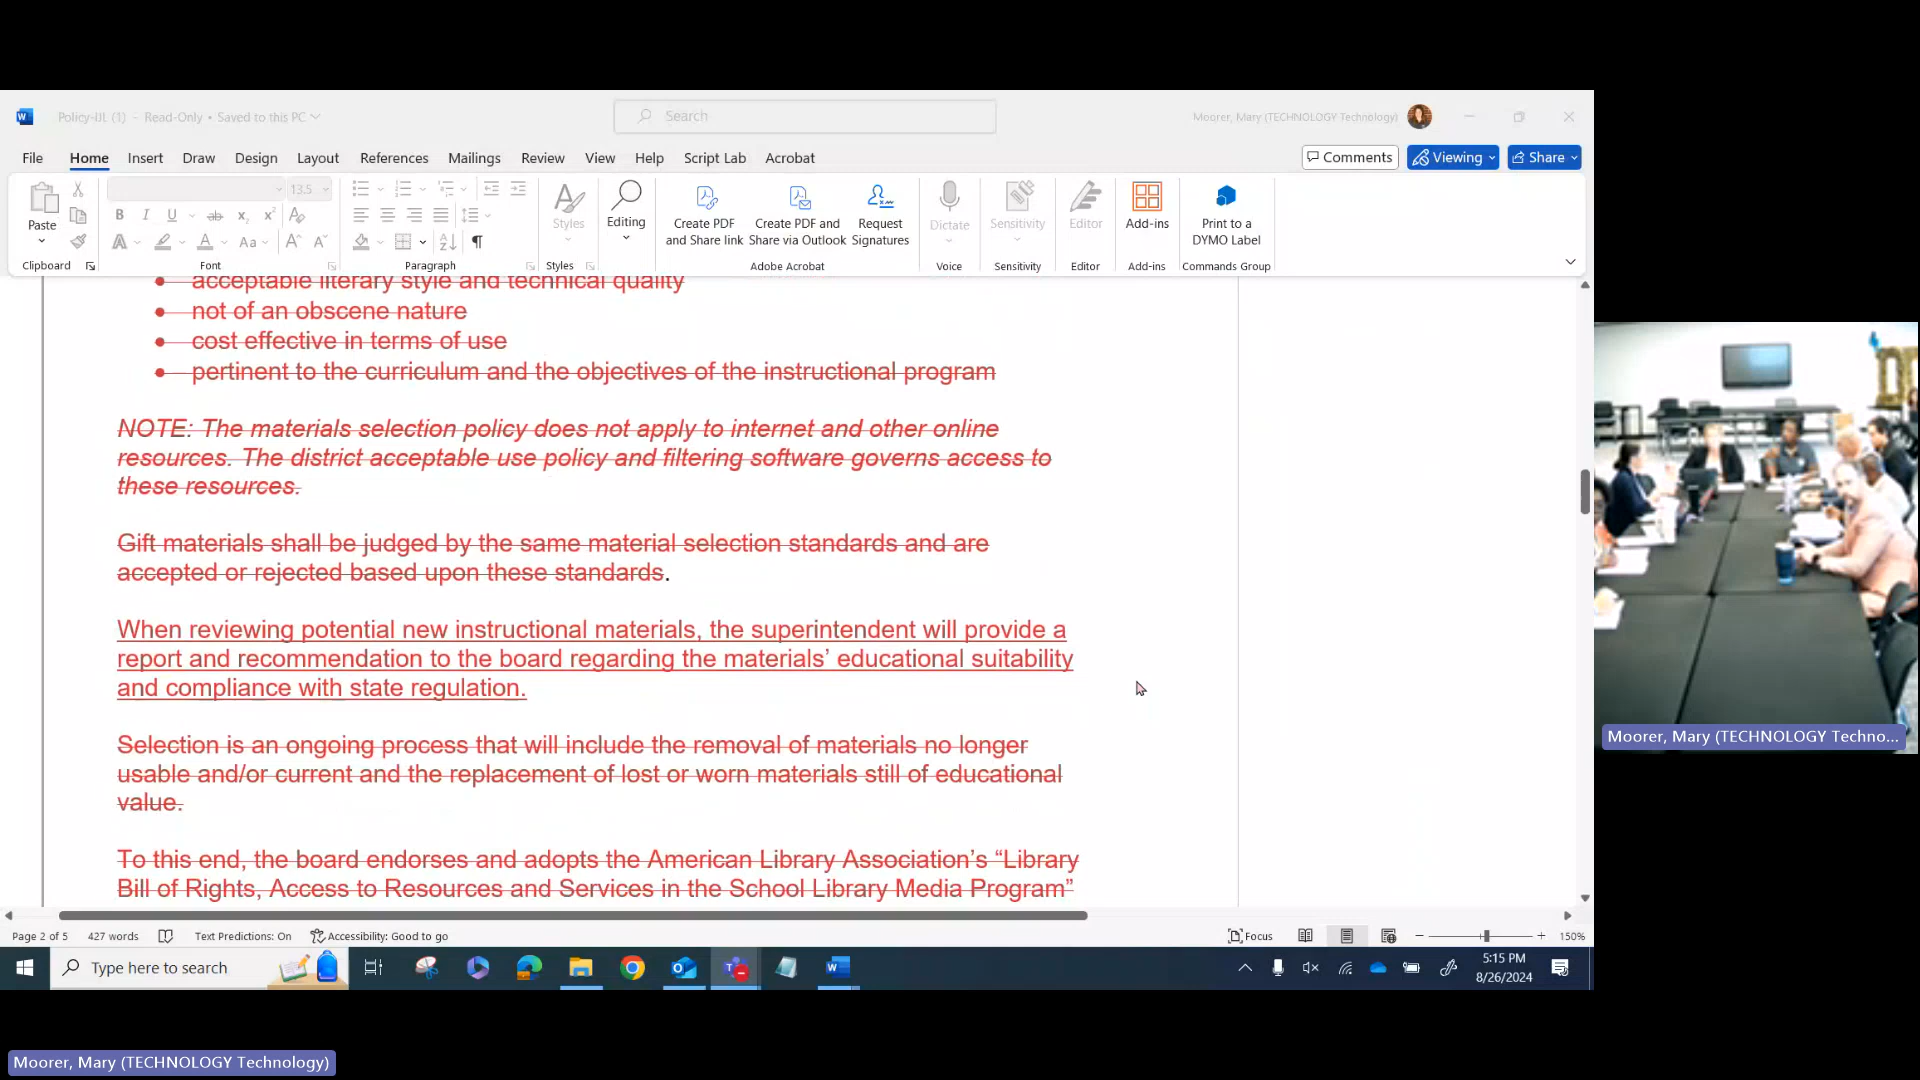 Policy-IJL (1) - Read-Only • Saved to this PC
Search
Moorer, Mary (TECHNOLOGY Technology)
File Home Insert Draw Design Layout References Mailings Review View Help Script Lab Acrobat
Comments Viewing Share
13.5
Paste
B I U ab x₂ x²
A A Aa A A
Styles
Editing
Create PDF and Share link
Create PDF and Share via Outlook
Request Signatures
Dictate
Sensitivity
Editor
Add-ins
Print to a DYMO Label
Clipboard Font Paragraph Styles Adobe Acrobat Voice Sensitivity Editor Add-ins Commands Group
• acceptable literary style and technical quality
• not of an obscene nature
• cost effective in terms of use
• pertinent to the curriculum and the objectives of the instructional program
NOTE: The materials selection policy does not apply to internet and other online
resources. The district acceptable use policy and filtering software governs access to
these resources.
Gift materials shall be judged by the same material selection standards and are
accepted or rejected based upon these standards.
When reviewing potential new instructional materials, the superintendent will provide a
report and recommendation to the board regarding the materials’ educational suitability
and compliance with state regulation.
Selection is an ongoing process that will include the removal of materials no longer
usable and/or current and the replacement of lost or worn materials still of educational
value.
To this end, the board endorses and adopts the American Library Association’s “Library
Bill of Rights, Access to Resources and Services in the School Library Media Program”
Page 2 of 5 427 words Text Predictions: On Accessibility: Good to go
Focus 150%
Type here to search
5:15 PM
8/26/2024
Moorer, Mary (TECHNOLOGY Techno...
Moorer, Mary (TECHNOLOGY Technology)